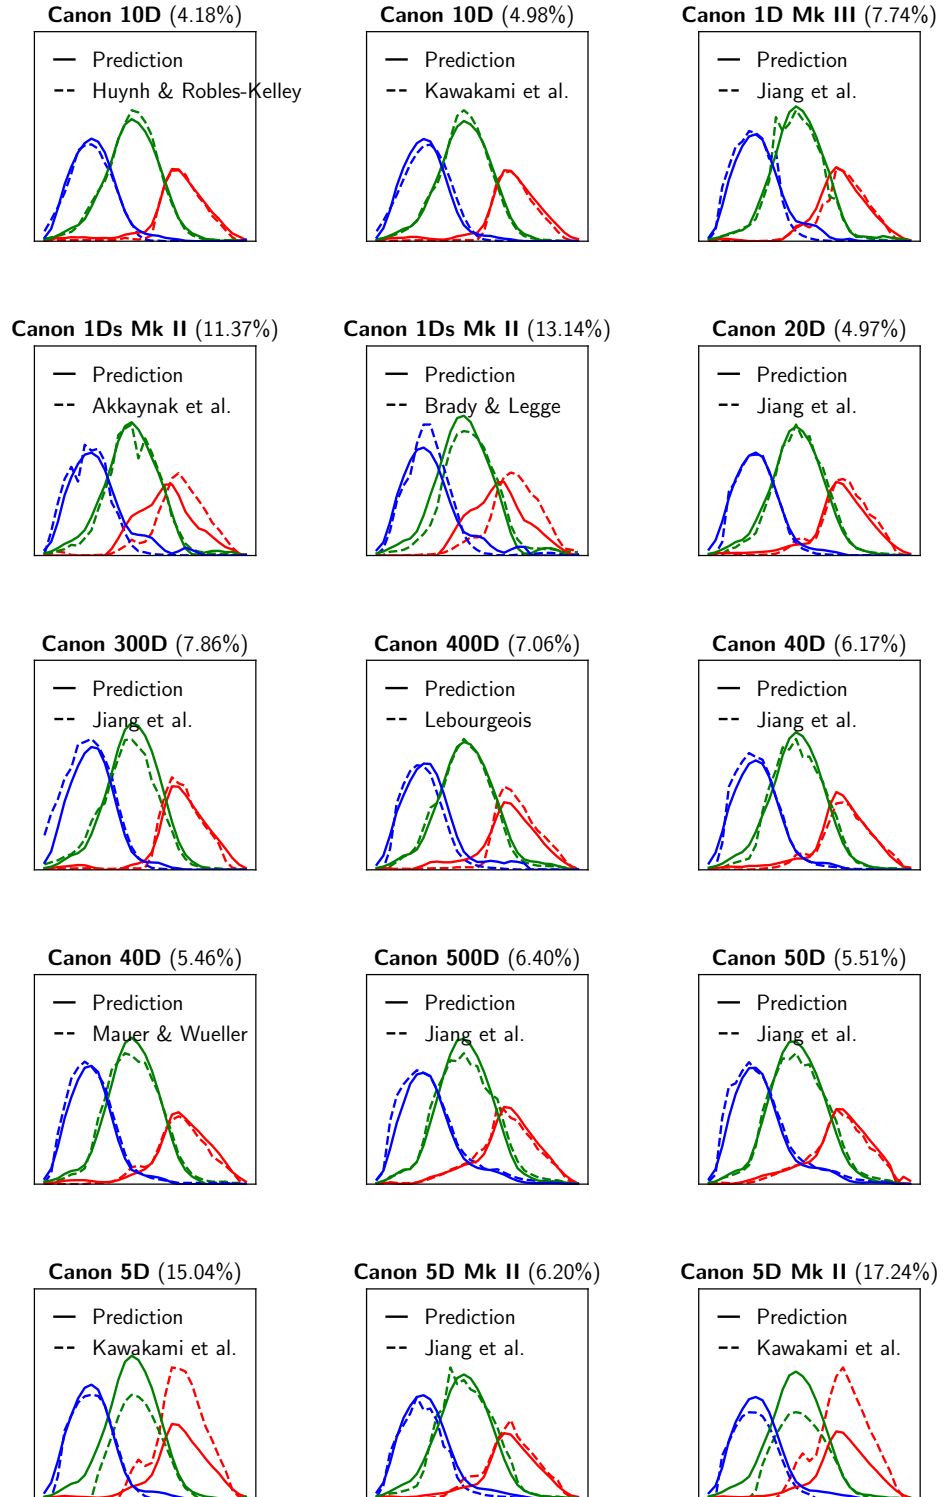 Canon 10D (4.18%)
Prediction
Huynh & Robles-Kelley
Canon 10D (4.98%)
Prediction
Kawakami et al.
Canon 1D Mk III (7.74%)
Prediction
Jiang et al.
Canon 1Ds Mk II (11.37%)
Prediction
Akkaynak et al.
Canon 1Ds Mk II (13.14%)
Prediction
Brady & Legge
Canon 20D (4.97%)
Prediction
Jiang et al.
Canon 300D (7.86%)
Prediction
Jiang et al.
Canon 400D (7.06%)
Prediction
Lebourgeois
Canon 40D (6.17%)
Prediction
Jiang et al.
Canon 40D (5.46%)
Prediction
Mauer & Wueller
Canon 500D (6.40%)
Prediction
Jiang et al.
Canon 50D (5.51%)
Prediction
Jiang et al.
Canon 5D (15.04%)
Prediction
Kawakami et al.
Canon 5D Mk II (6.20%)
Prediction
Jiang et al.
Canon 5D Mk II (17.24%)
Prediction
Kawakami et al.